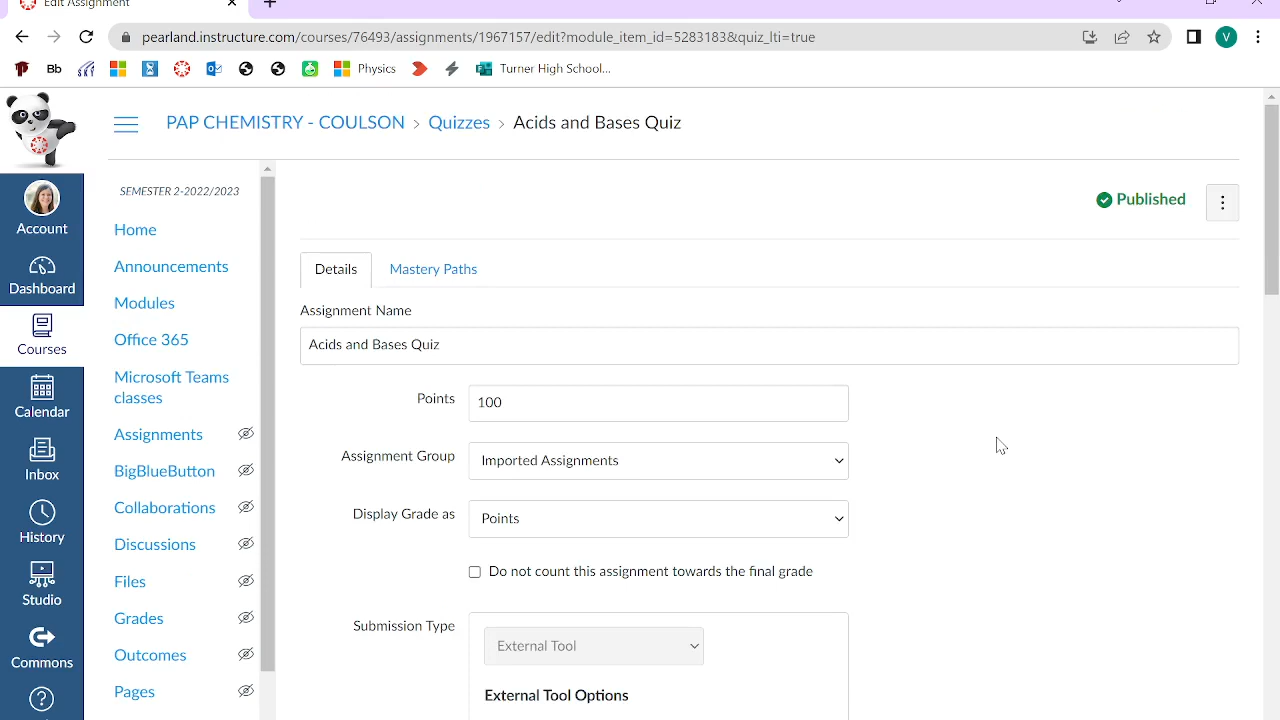 Edit Assignment
pearland.instructure.com/courses/76493/assignments/1967157/edit?module_item_id=5283183&quiz_lti=true
V
Bb
Physics
Turner High School...
PAP CHEMISTRY - COULSON > Quizzes > Acids and Bases Quiz
SEMESTER 2-2022/2023
Account
Dashboard
Courses
Calendar
Inbox
History
Studio
Commons
Home
Announcements
Modules
Office 365
Microsoft Teams
classes
Assignments
BigBlueButton
Collaborations
Discussions
Files
Grades
Outcomes
Pages
Published
Details
Mastery Paths
Assignment Name
Acids and Bases Quiz
Points
100
Assignment Group
Imported Assignments
Display Grade as
Points
Do not count this assignment towards the final grade
Submission Type
External Tool
External Tool Options